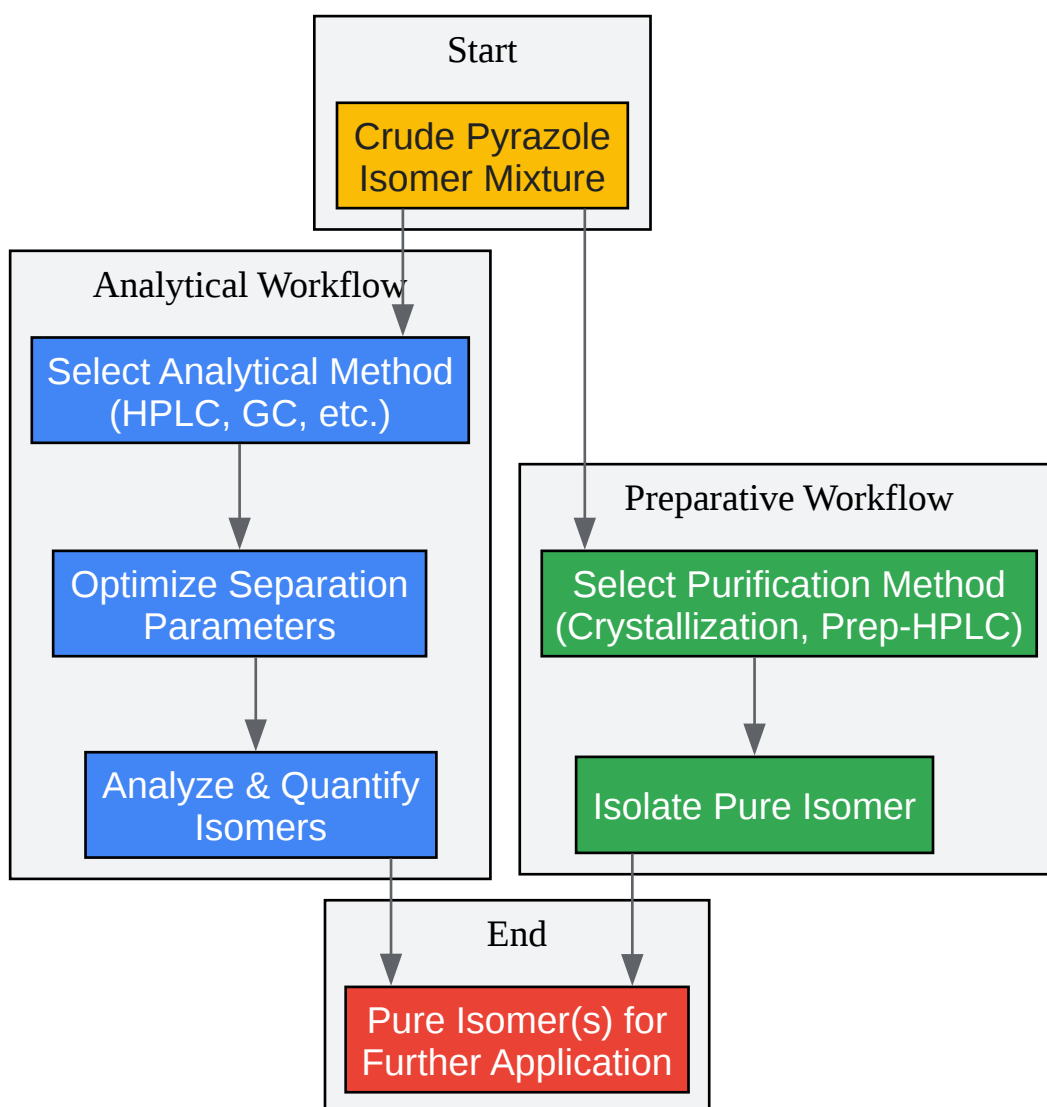 Start
Crude Pyrazole
Isomer Mixture
Analytical Workflow
Select Analytical Method
(HPLC, GC, etc.)
Optimize Separation
Parameters
Analyze & Quantify
Isomers
Preparative Workflow
Select Purification Method
(Crystallization, Prep-HPLC)
Isolate Pure Isomer
End
Pure Isomer(s) for
Further Application